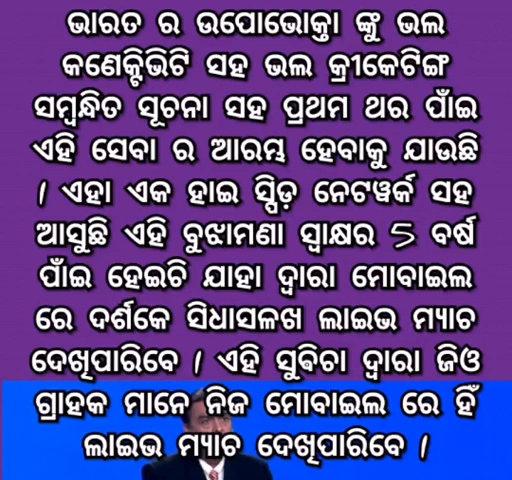 ଭାରତ ର ଉପୋଭୋକ୍ତା ଙ୍କୁ ଭଲ
କଣେକ୍ଟିଭିଟି ସହ ଭଲ କ୍ରୀକେଟିଙ୍ଗ
ସମ୍ବନ୍ଧିତ ସୂଚନା ସହ ପ୍ରଥମ ଥର ପାଁଇ
ଏହି ସେବା ର ଆରମ୍ଭ ହେବାକୁ ଯାଉଛି
। ଏହା ଏକ ହାଇ ସ୍ପିଡ଼ ନେଟୱର୍କ ସହ
ଆସୁଛି ଏହି ବୁଝାମଣା ସ୍ୱାକ୍ଷର 5 ବର୍ଷ
ପାଁଇ ହେଇଚି ଯାହା ଦ୍ୱାରା ମୋବାଇଲ
ରେ ଦର୍ଶକେ ସିଧାସଳଖ ଲାଇଭ ମ୍ୟାଚ
ଦେଖିପାରିବେ । ଏହି ସୁଵିଚା ଦ୍ୱାରା ଜିଓ
ଗ୍ରାହକ ମାନେ ନିଜ ମୋବାଇଲ ରେ ହିଁ
ଲାଇଭ ମ୍ୟାଚ ଦେଖିପାରିବେ ।